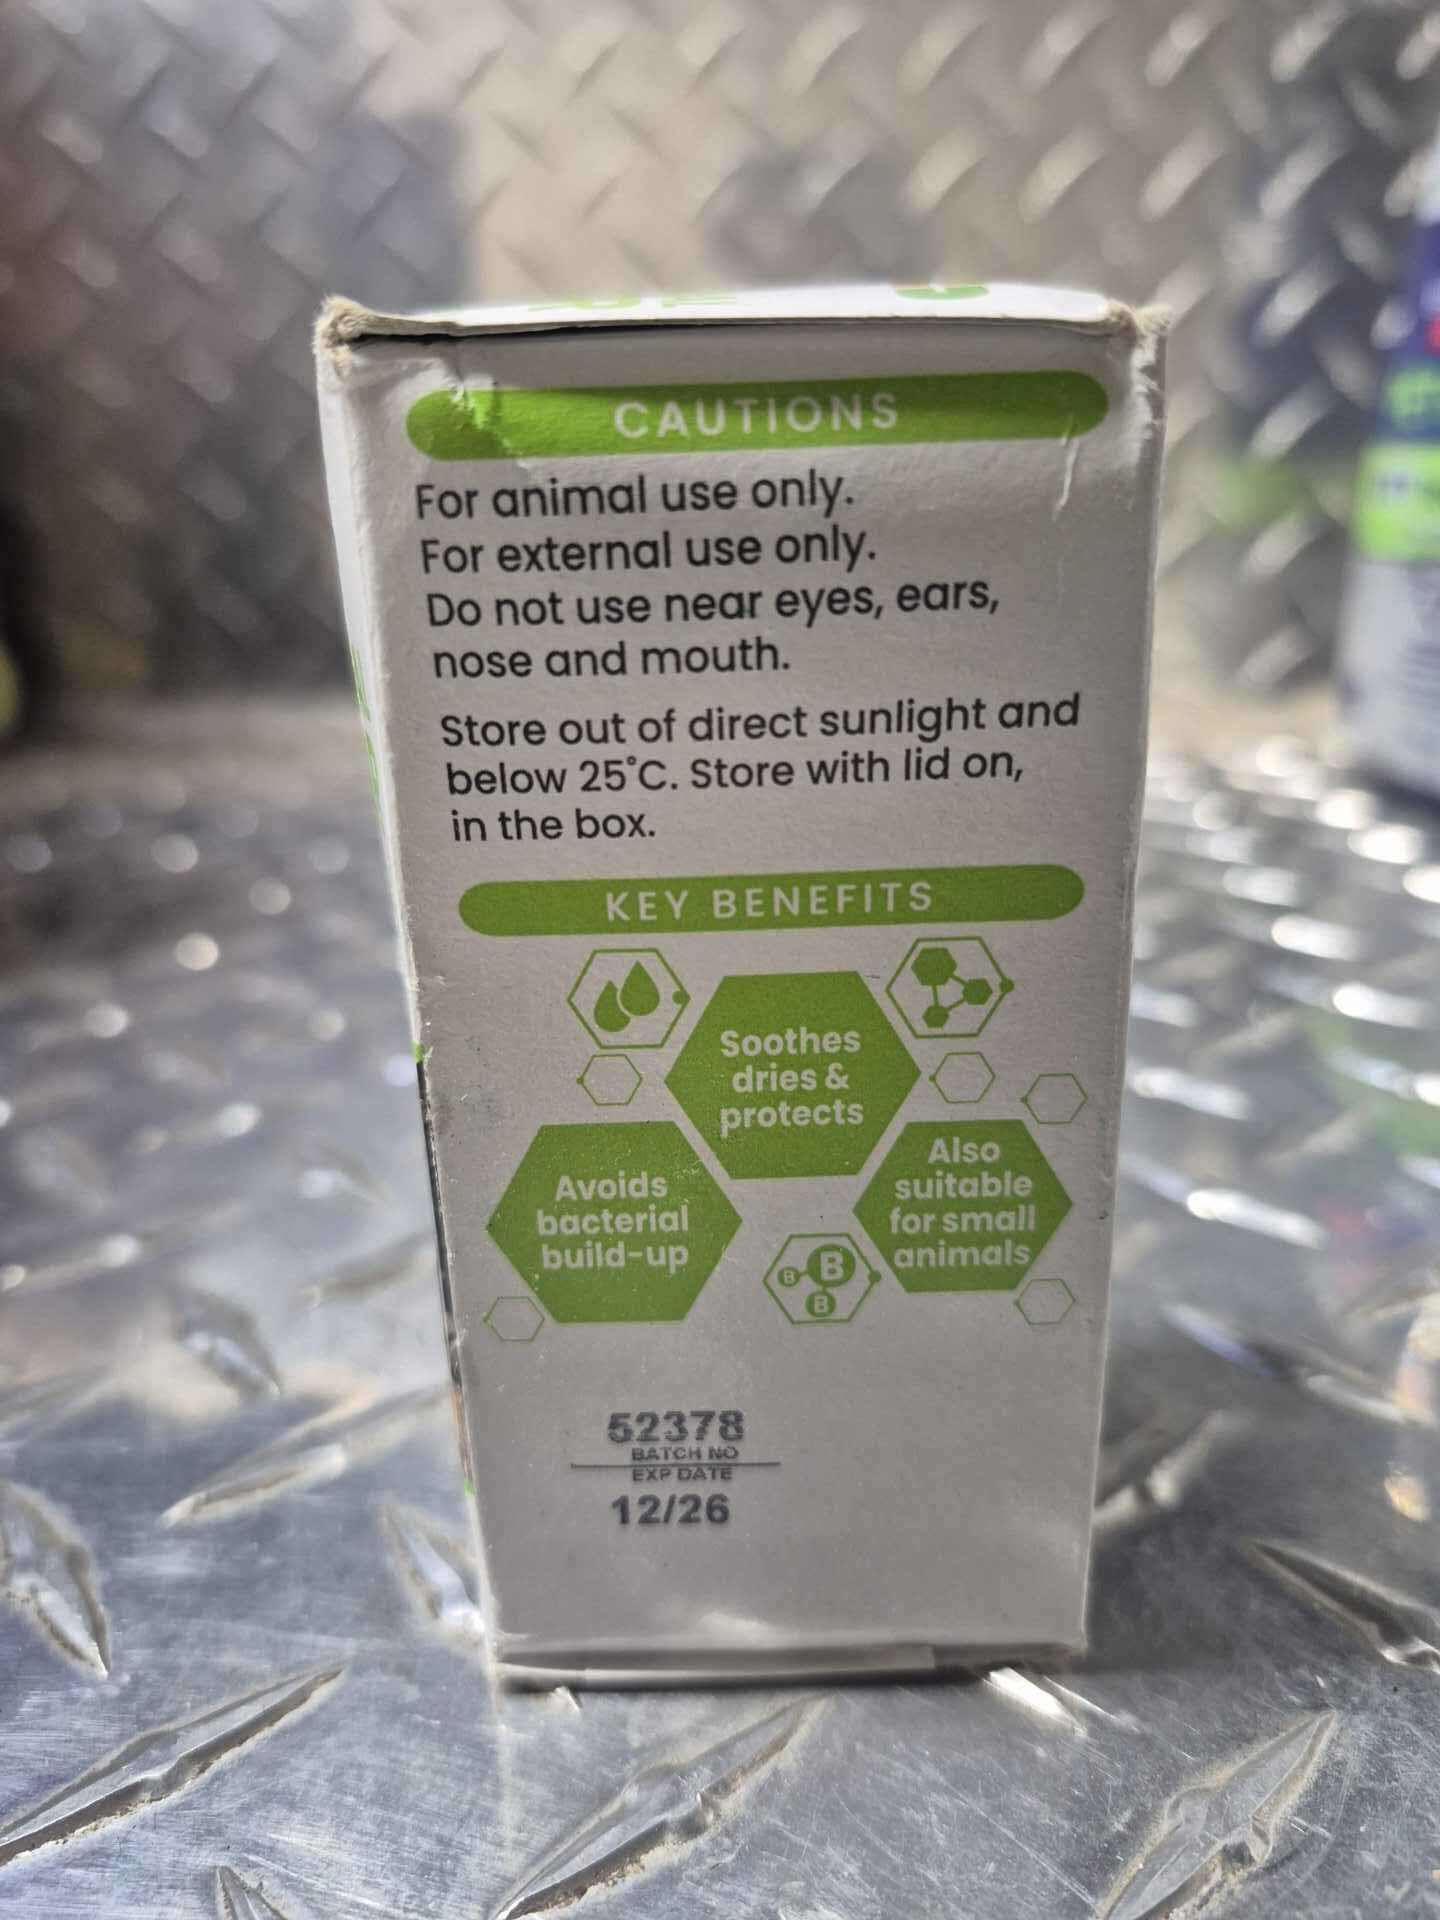 CAUTIONS
For animal use only.
For external use only.
Do not use near eyes, ears,
nose and mouth.
Store out of direct sunlight and
below 25°C. Store with lid on,
in the box.
KEY BENEFITS
Soothes
dries &
protects
Avoids
bacterial
build-up
Also
suitable
for small
animals
B
B
B
52378
BATCH NO
EXP DATE
12/26